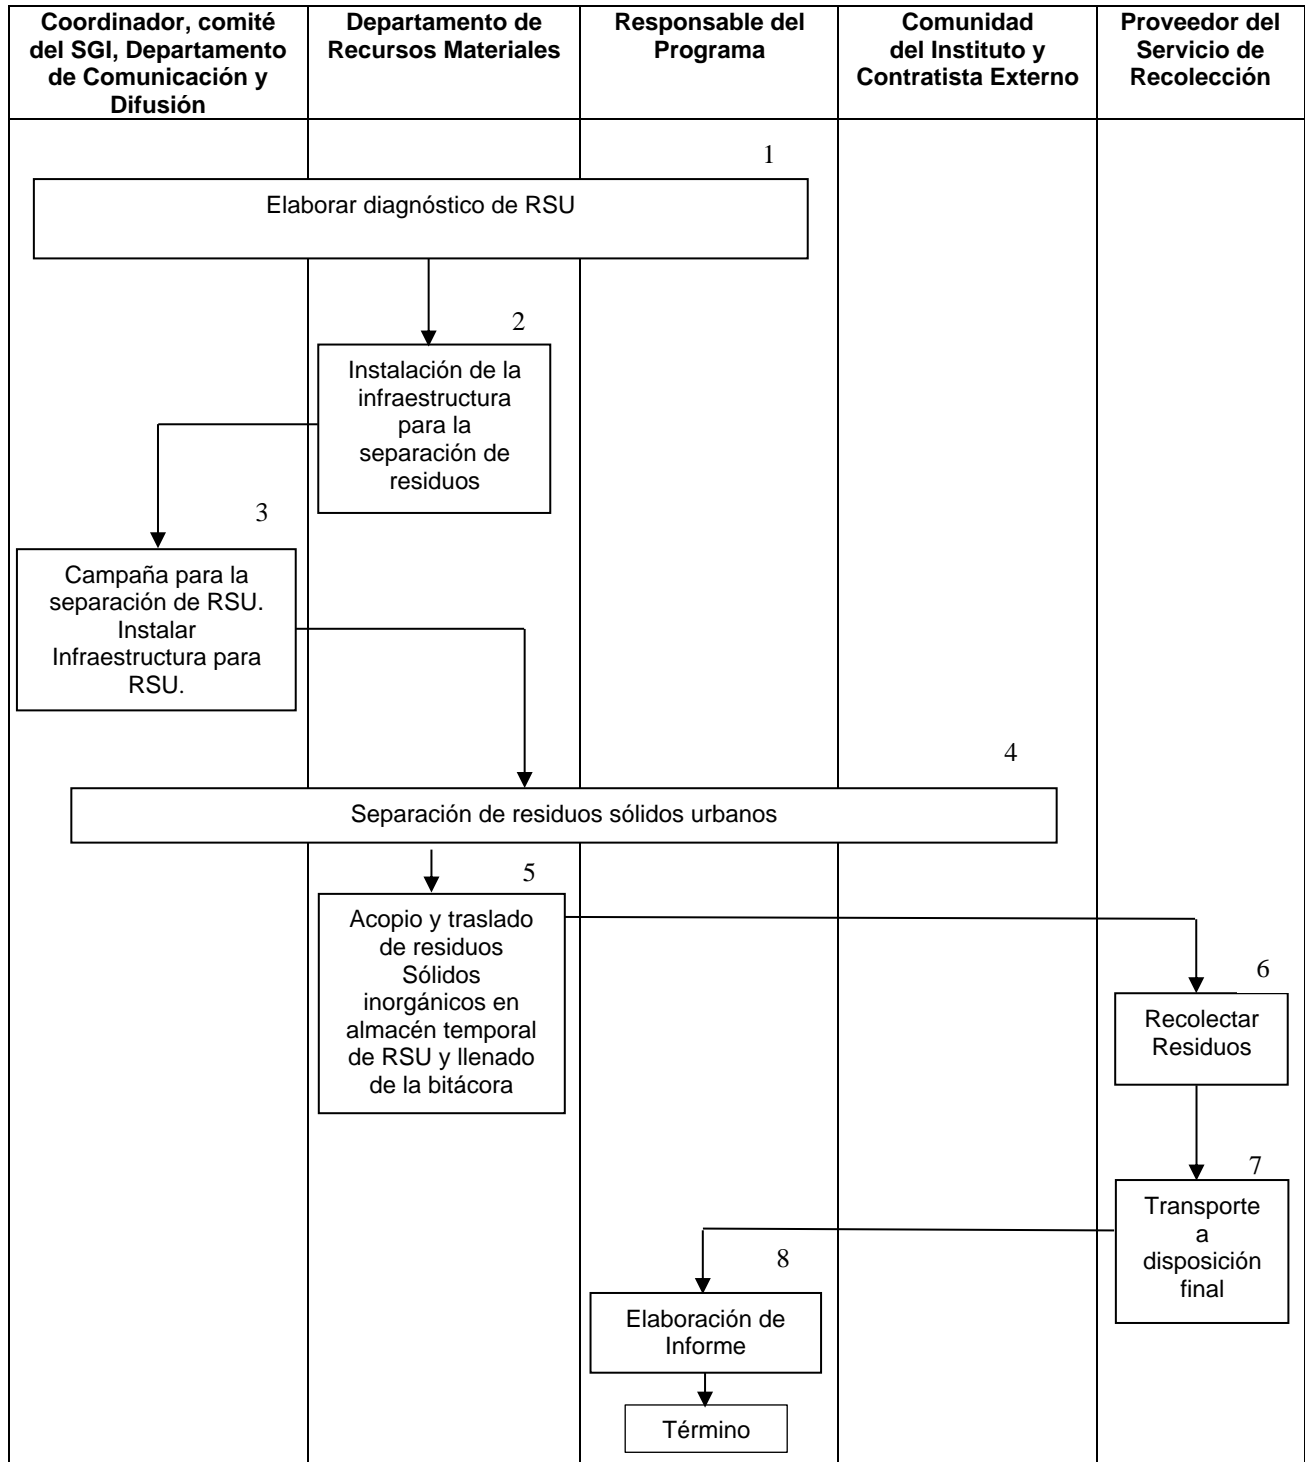 Coordinador, comité
del SGI, Departamento
de Comunicación y
Difusión
Departamento de
Recursos Materiales
Responsable del
Programa
Comunidad
del Instituto y
Contratista Externo
Proveedor del
Servicio de
Recolección
1
Elaborar diagnóstico de RSU
2
Instalación de la
infraestructura
para la
separación de
residuos
3
Campaña para la
separación de RSU.
Instalar
Infraestructura para
RSU.
4
Separación de residuos sólidos urbanos
5
Acopio y traslado
de residuos
Sólidos
inorgánicos en
almacén temporal
de RSU y llenado
de la bitácora
6
Recolectar
Residuos
7
Transporte
a
disposición
final
8
Elaboración de
Informe
Término